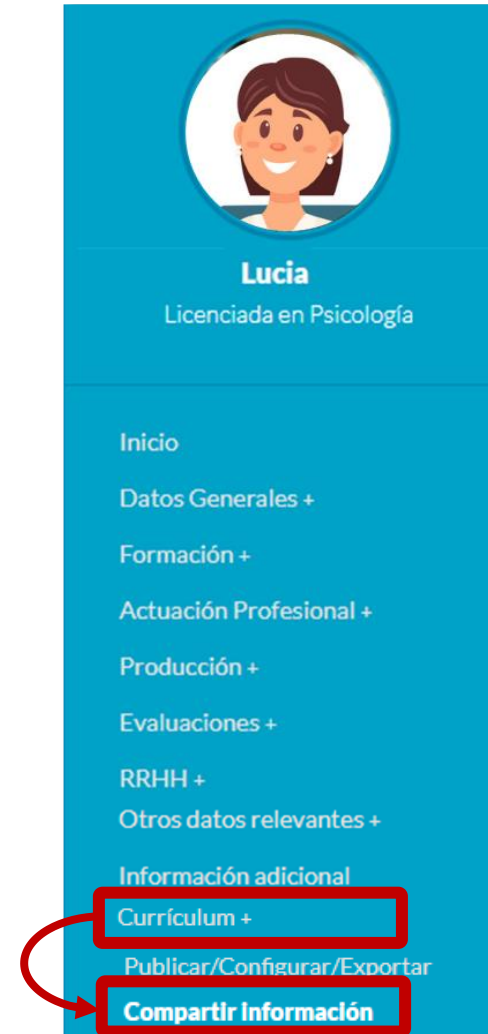 Lucia
Licenciada en Psicología
Inicio
Datos Generales +
Formación +
Actuación Profesional +
Producción +
Evaluaciones +
RRHH +
Otros datos relevantes +
Información adicional
Currículum +
Publicar/Configurar/Exportar
Compartir información